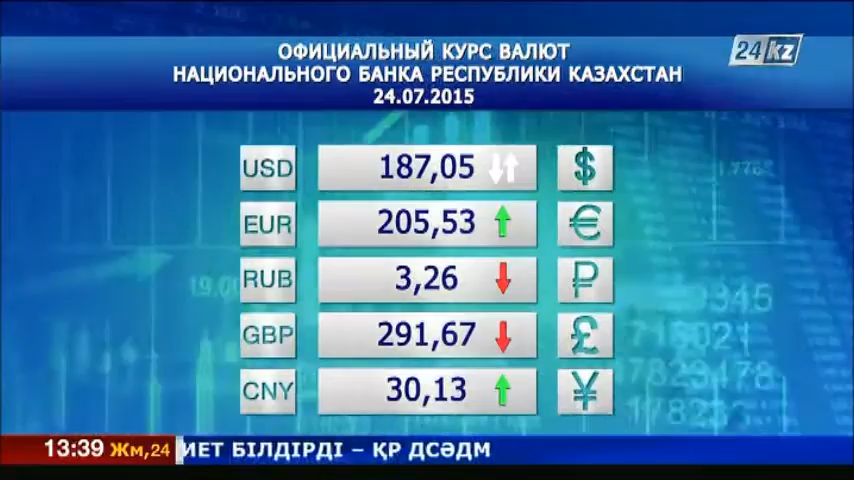 ОФИЦИАЛЬНЫЙ КУРС ВАЛЮТ
НАЦИОНАЛЬНОГО БАНКА РЕСПУБЛИКИ КАЗАХСТАН
24.07.2015
24kz
USD 187,05 $
EUR 205,53 €
RUB 3,26 ₽
GBP 291,67 £
CNY 30,13 ¥
13:39 Жм,24 ИЕТ БІЛДІРДІ – ҚР ДСӘДМ